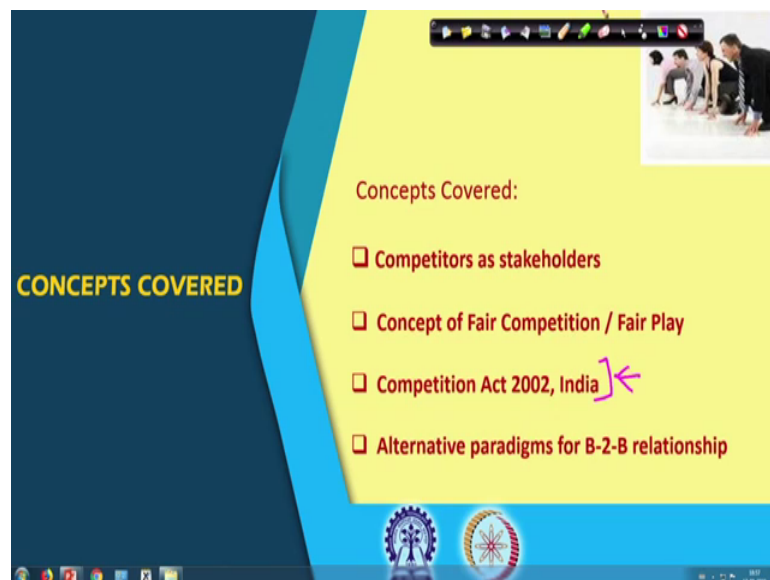 CONCEPTS COVERED
Concepts Covered:
Competitors as stakeholders
Concept of Fair Competition / Fair Play
Competition Act 2002, India
Alternative paradigms for B-2-B relationship